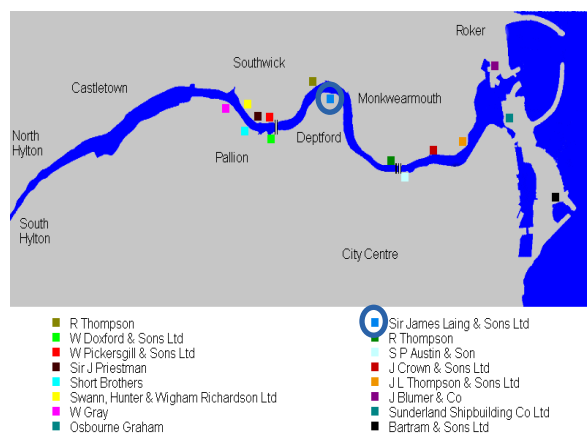 Roker
Southwick
Castletown
Monkwearmouth
North
Hylton
Deptford
Pallion
South
Hylton
City Centre
R Thompson
W Doxford & Sons Ltd
W Pickersgill & Sons Ltd
Sir J Priestman
Short Brothers
Swann, Hunter & Wigham Richardson Ltd
W Gray
Osbourne Graham
Sir James Laing & Sons Ltd
R Thompson
S P Austin & Son
J Crown & Sons Ltd
J L Thompson & Sons Ltd
J Blumer & Co
Sunderland Shipbuilding Co Ltd
Bartram & Sons Ltd